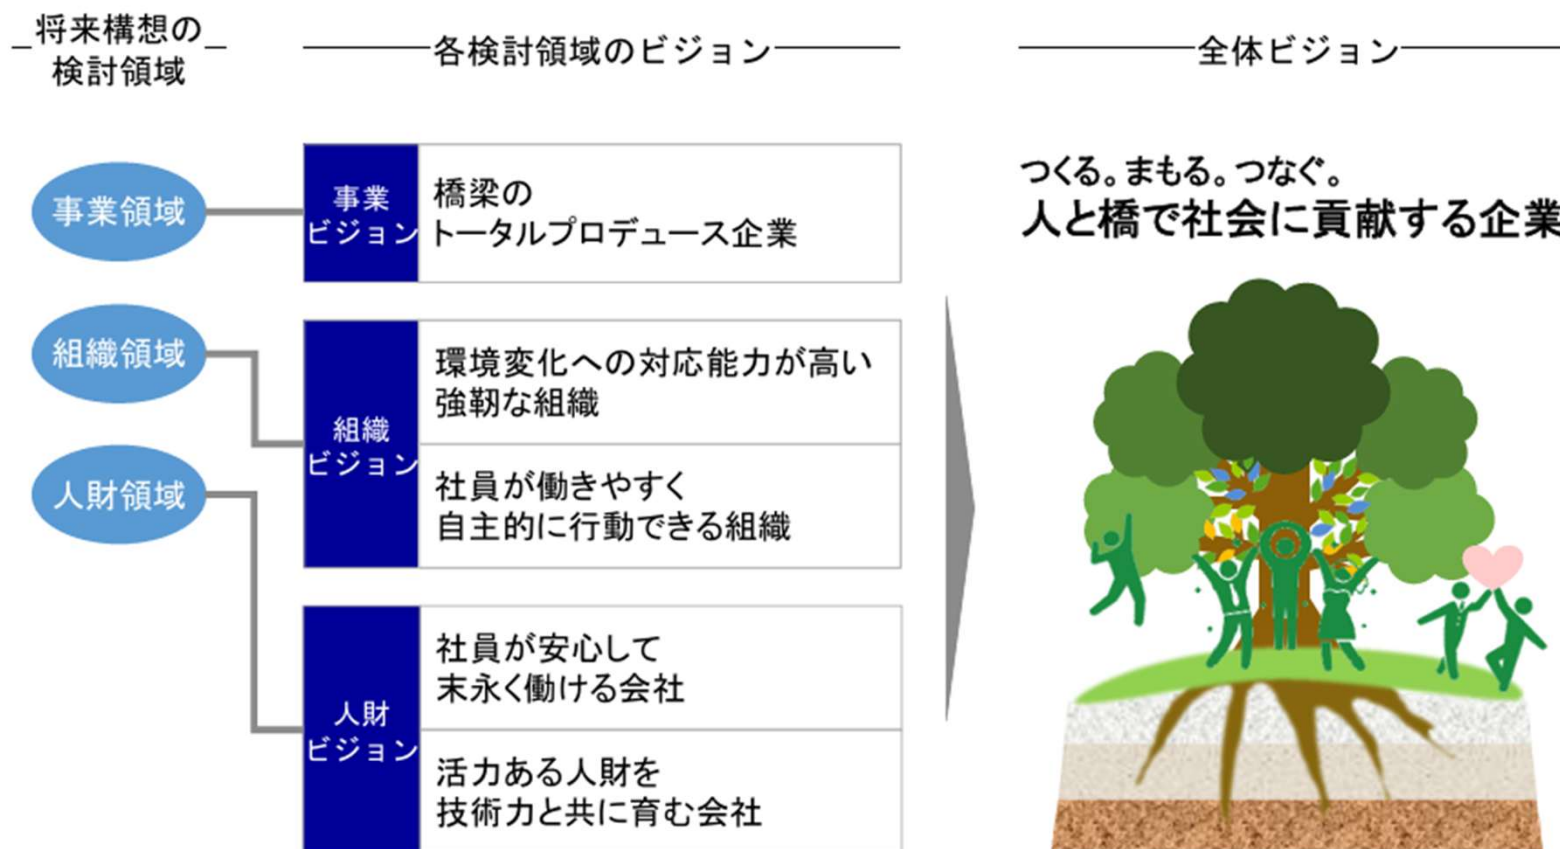 将来構想の
検討領域
各検討領域のビジョン
全体ビジョン
事業領域
組織領域
人財領域
事業
ビジョン
橋梁の
トータルプロデュース企業
組織
ビジョン
環境変化への対応能力が高い
強靭な組織
社員が働きやすく
自主的に行動できる組織
人財
ビジョン
社員が安心して
末永く働ける会社
活力ある人財を
技術力と共に育む会社
つくる。まもる。つなぐ。
人と橋で社会に貢献する企業